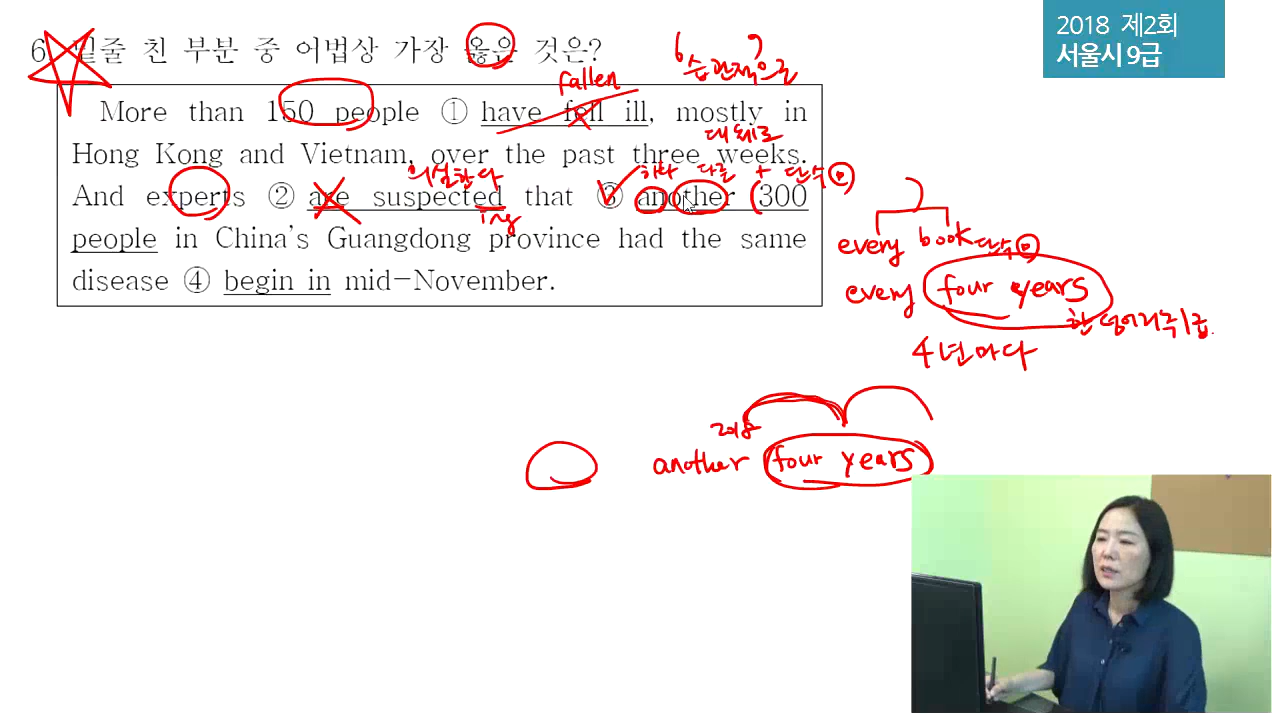 2018 제2회
서울시 9급
6. 밑줄 친 부분 중 어법상 가장 옳은 것은?
습관적으로
fallen
More than 150 people ① have fell ill, mostly in
대체로
Hong Kong and Vietnam, over the past three weeks.
의심한다 하나 다른 + 단수
And experts ② are suspected that ③ another 300
ing
people in China's Guangdong province had the same
disease ④ begin in mid-November.
every book 단수
every four years
한 덩어리 취급.
4년마다
2018
another four years